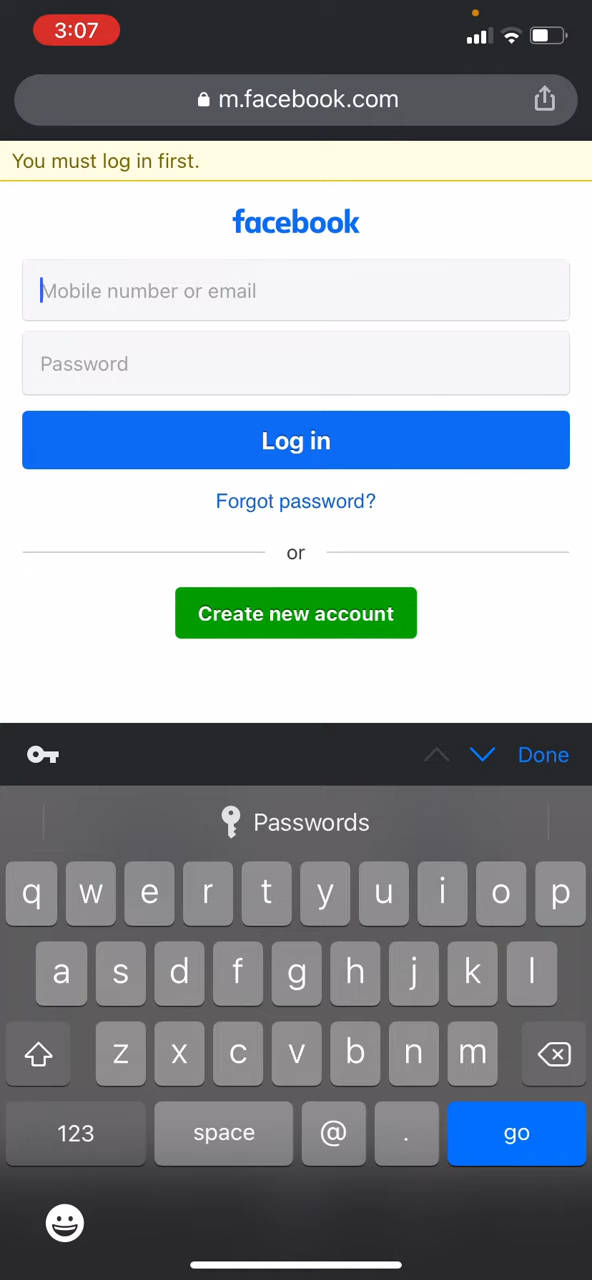 3:07
m.facebook.com
You must log in first.
facebook
Mobile number or email
Password
Log in
Forgot password?
or
Create new account
Done
Passwords
q w e r t y u i o p
a s d f g h j k l
z x c v b n m
123 space @ . go